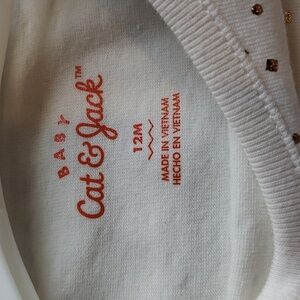 BABY
Cat & Jack™
12M
MADE IN VIETNAM
HECHO EN VIETNAM